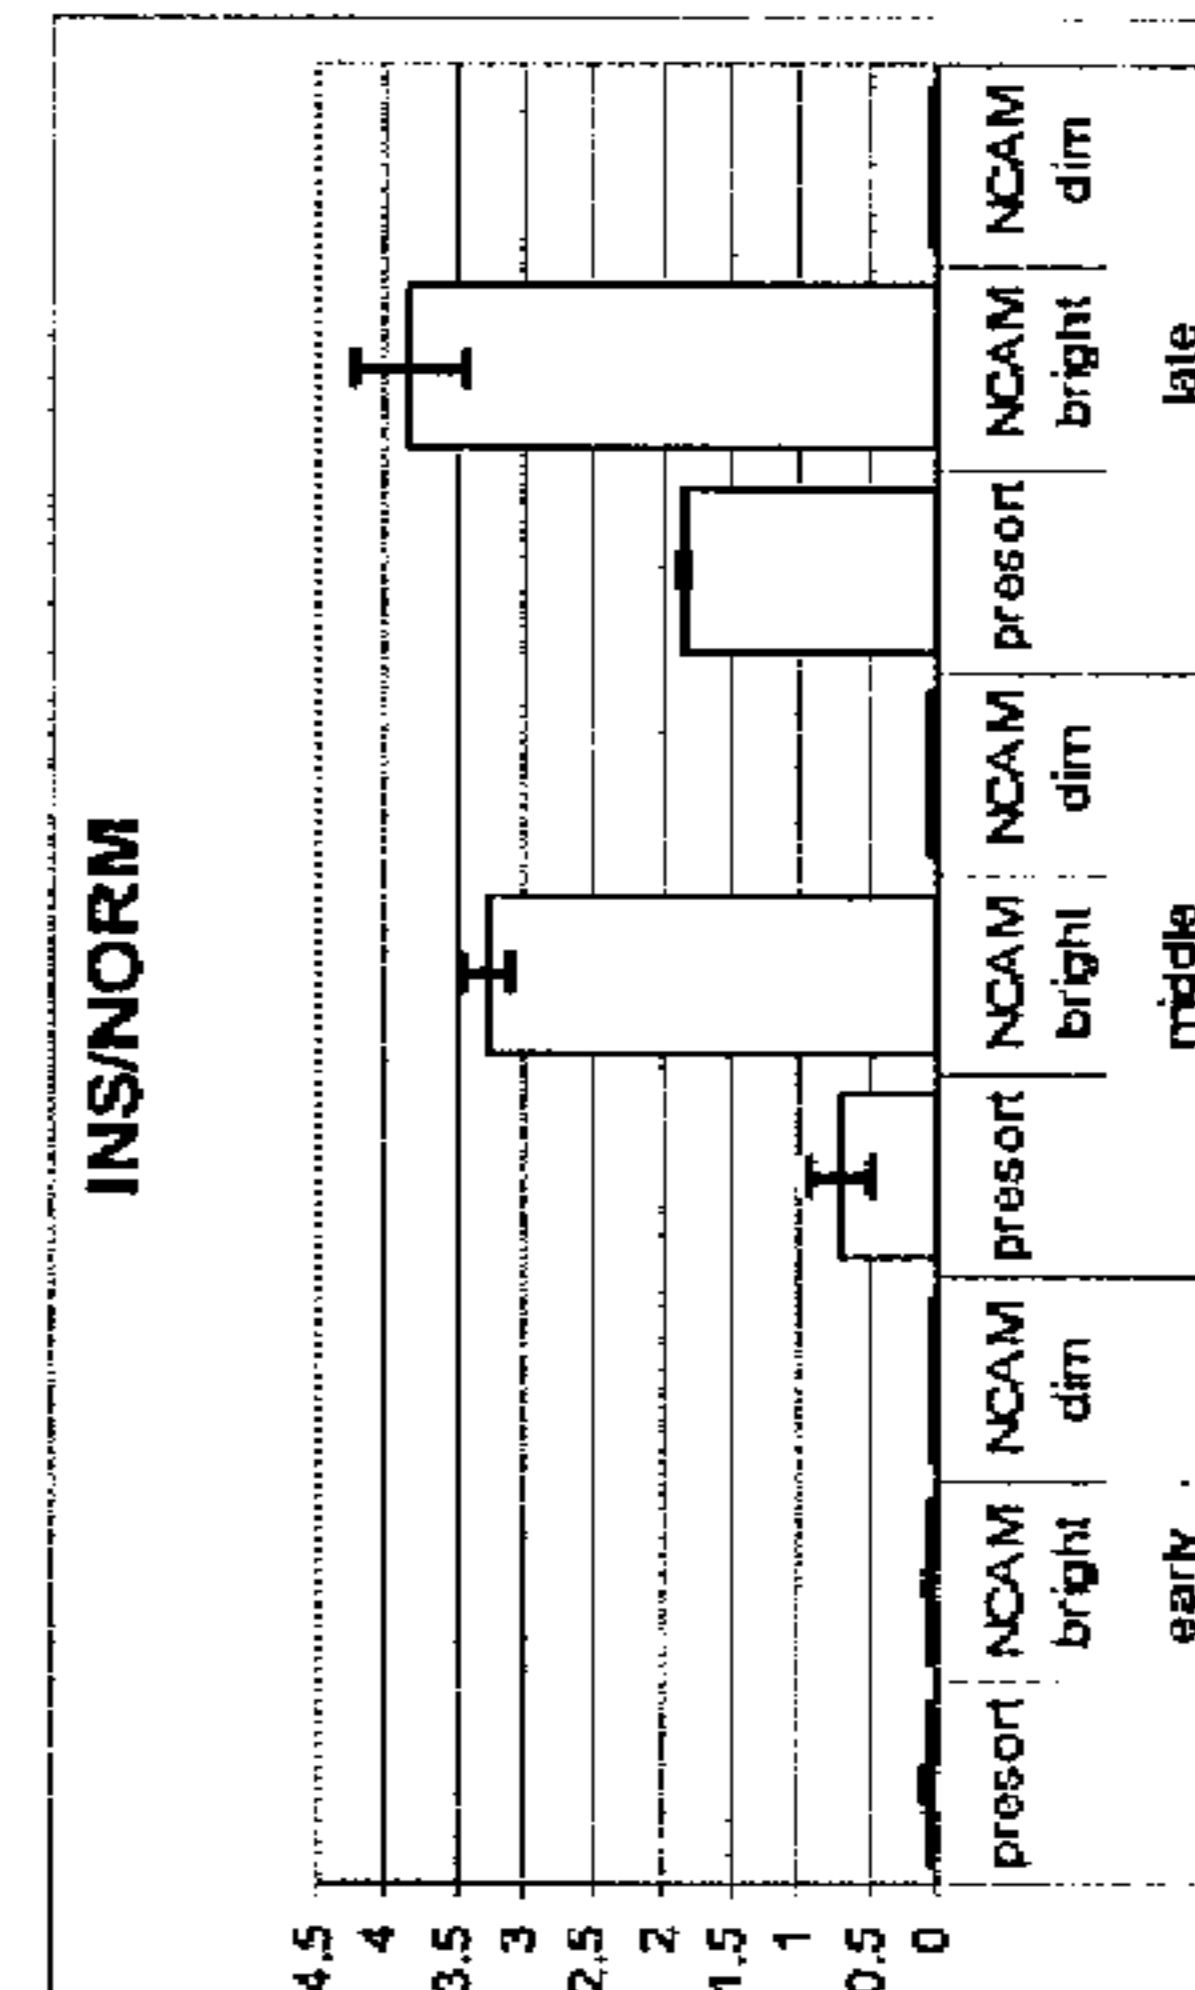 INS/NORM
4.5
4
3.5
3
2.5
2
1.5
1
0.5
0
presort
NCAM bright
NCAM dim
presort
NCAM bright
NCAM dim
presort
NCAM bright
NCAM dim
early
middle
late